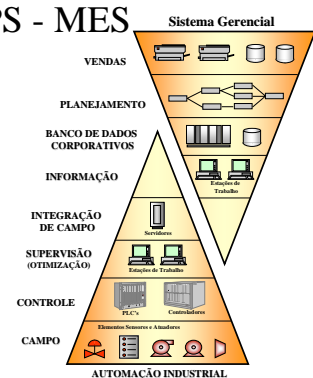 PS - MES
Sistema Gerencial
VENDAS
PLANEJAMENTO
BANCO DE DADOS
CORPORATIVOS
INFORMAÇÃO
Estações de
Trabalho
INTEGRAÇÃO
DE CAMPO
Servidores
SUPERVISÃO
(OTIMIZAÇÃO)
Estações de Trabalho
CONTROLE
PLC's
Controladores
Elementos Sensores e Atuadores
CAMPO
AUTOMAÇÃO INDUSTRIAL